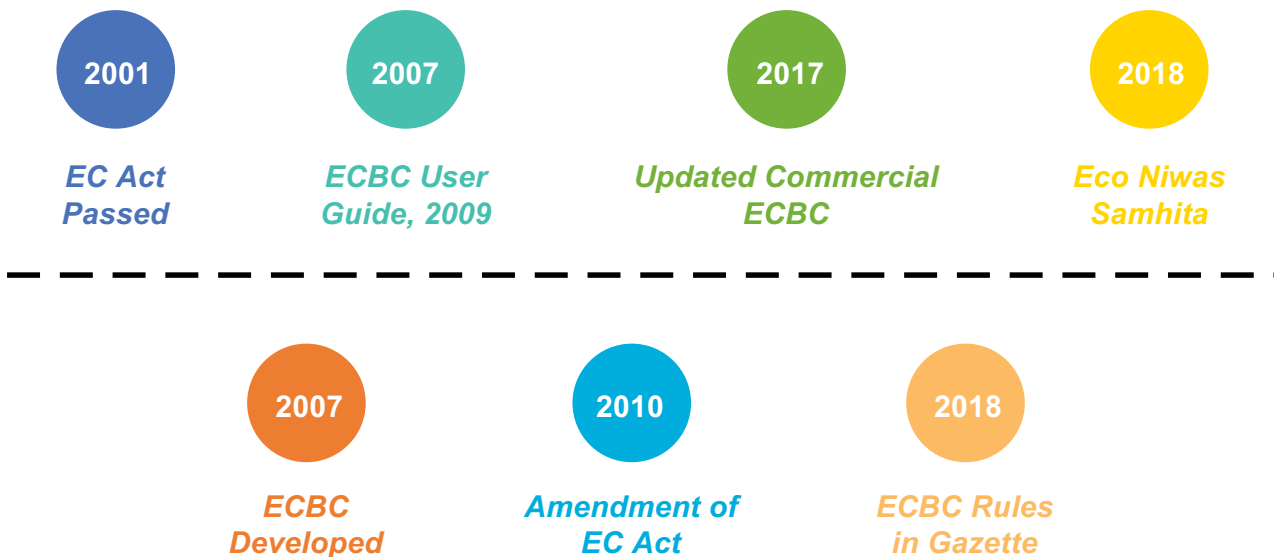 2001
EC Act
Passed
2007
ECBC User
Guide, 2009
2017
Updated Commercial
ECBC
2018
Eco Niwas
Samhita
2007
ECBC
Developed
2010
Amendment of
EC Act
2018
ECBC Rules
in Gazette